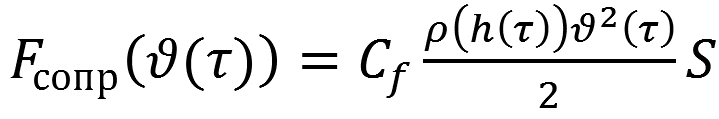 F_сопр(ϑ(τ)) = C_f ρ(h(τ))ϑ²(τ)/2 S